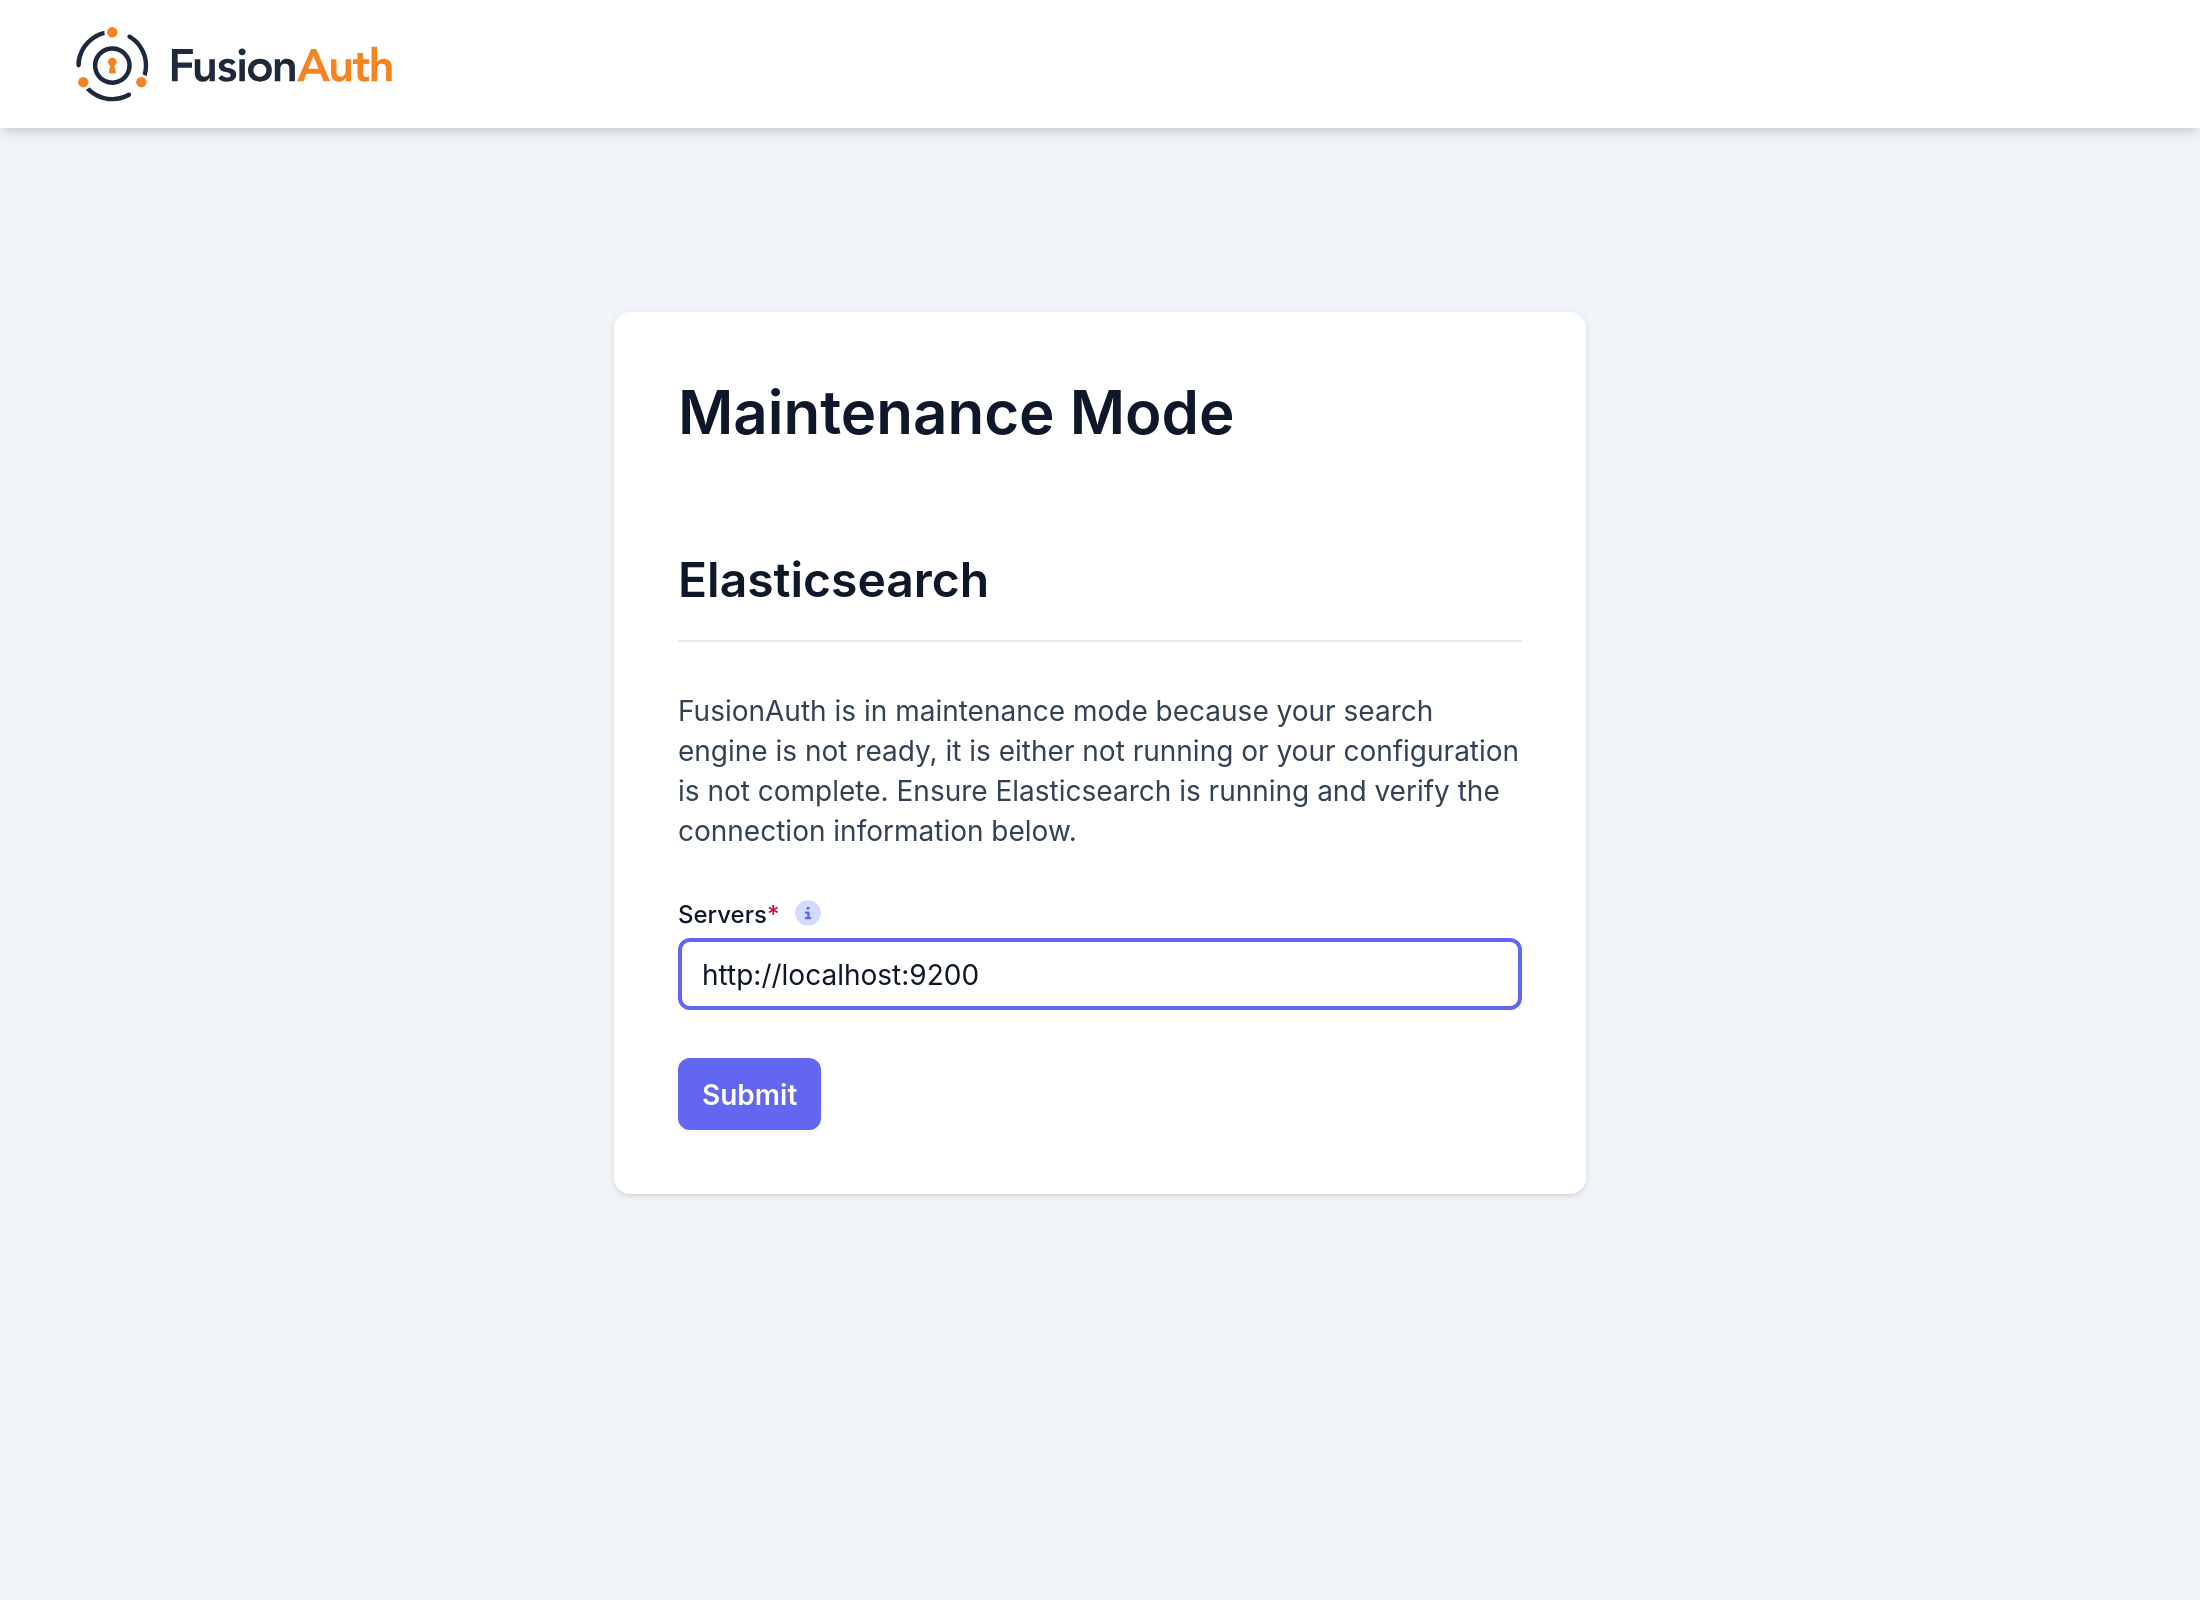 FusionAuth
Maintenance Mode
Elasticsearch
FusionAuth is in maintenance mode because your search
engine is not ready, it is either not running or your configuration
is not complete. Ensure Elasticsearch is running and verify the
connection information below.
Servers*
http://localhost:9200
Submit